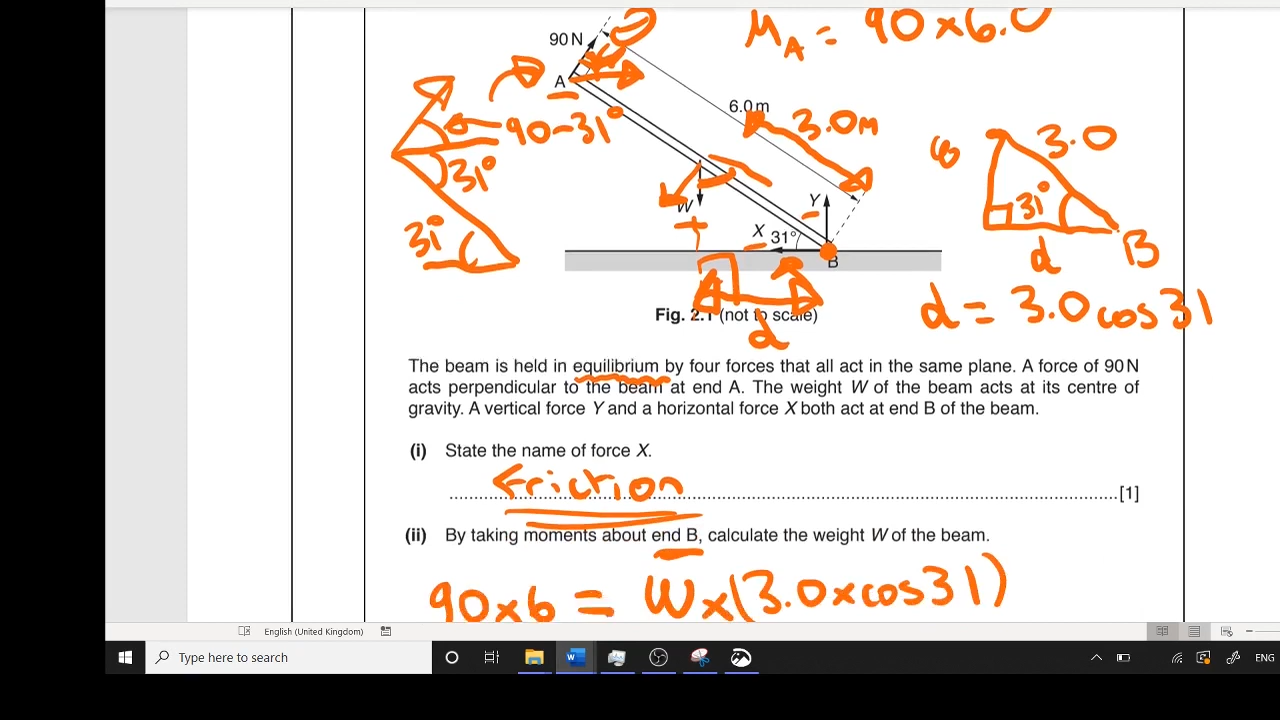 M_A = 90 x 6.0
90 N
A
6.0 m
3.0m
90-31°
31°
31°
W
+
Y
X 31°
B
d
3.0
31°
d
B
d = 3.0 cos 31
Fig. 2.1 (not to scale)
The beam is held in equilibrium by four forces that all act in the same plane. A force of 90 N
acts perpendicular to the beam at end A. The weight W of the beam acts at its centre of
gravity. A vertical force Y and a horizontal force X both act at end B of the beam.
(i) State the name of force X.
Friction
[1]
(ii) By taking moments about end B, calculate the weight W of the beam.
90 x 6 = W x (3.0 x cos 31)
English (United Kingdom)
Type here to search
ENG